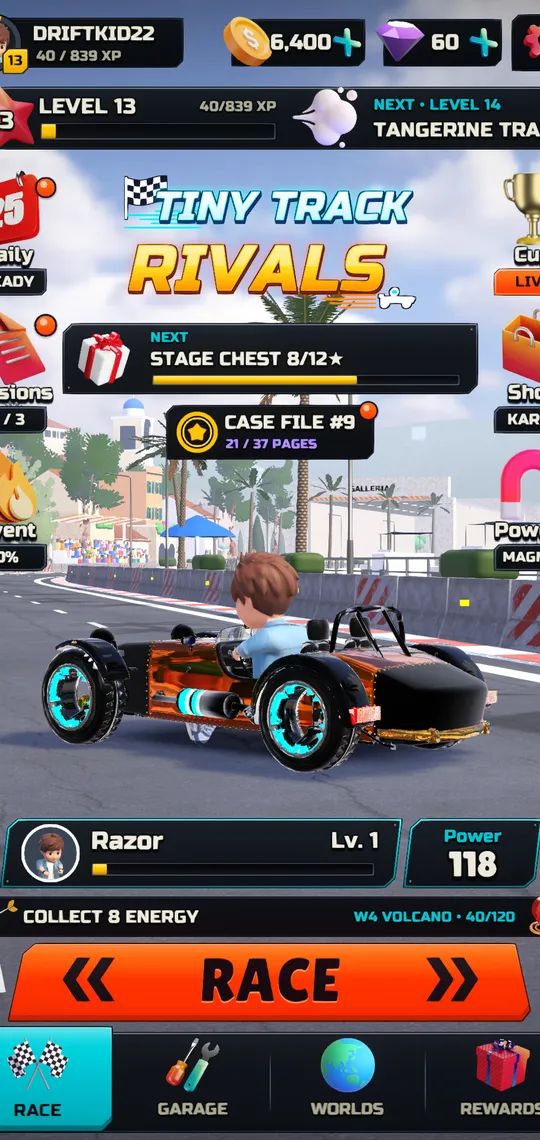 DRIFTKID22
40 / 839 XP
13
6,400
60
3
LEVEL 13
40/839 XP
NEXT • LEVEL 14
TANGERINE TRA
25
aily
EADY
TINY TRACK
RIVALS
Cu
LIV
NEXT
STAGE CHEST 8/12★
sions
/ 3
Sho
KAR
CASE FILE #9
21 / 37 PAGES
vent
0%
GALLERIA
Pow
MAGN
Razor
Lv. 1
Power
118
COLLECT 8 ENERGY
W4 VOLCANO • 40/120
RACE
RACE
GARAGE
WORLDS
REWARDS